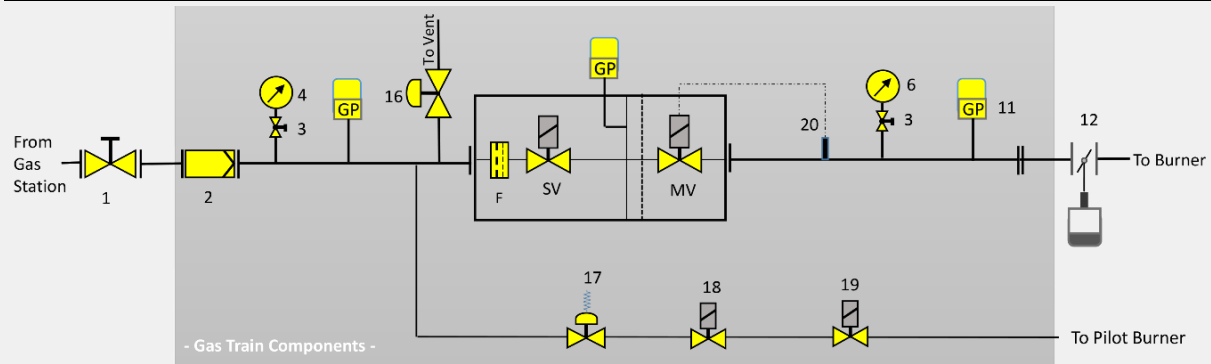 To Vent
GP
4
6
GP
16
GP
11
3
20
3
12
From
Gas
Station
To Burner
1
2
F
SV
MV
17
18
19
- Gas Train Components -
To Pilot Burner